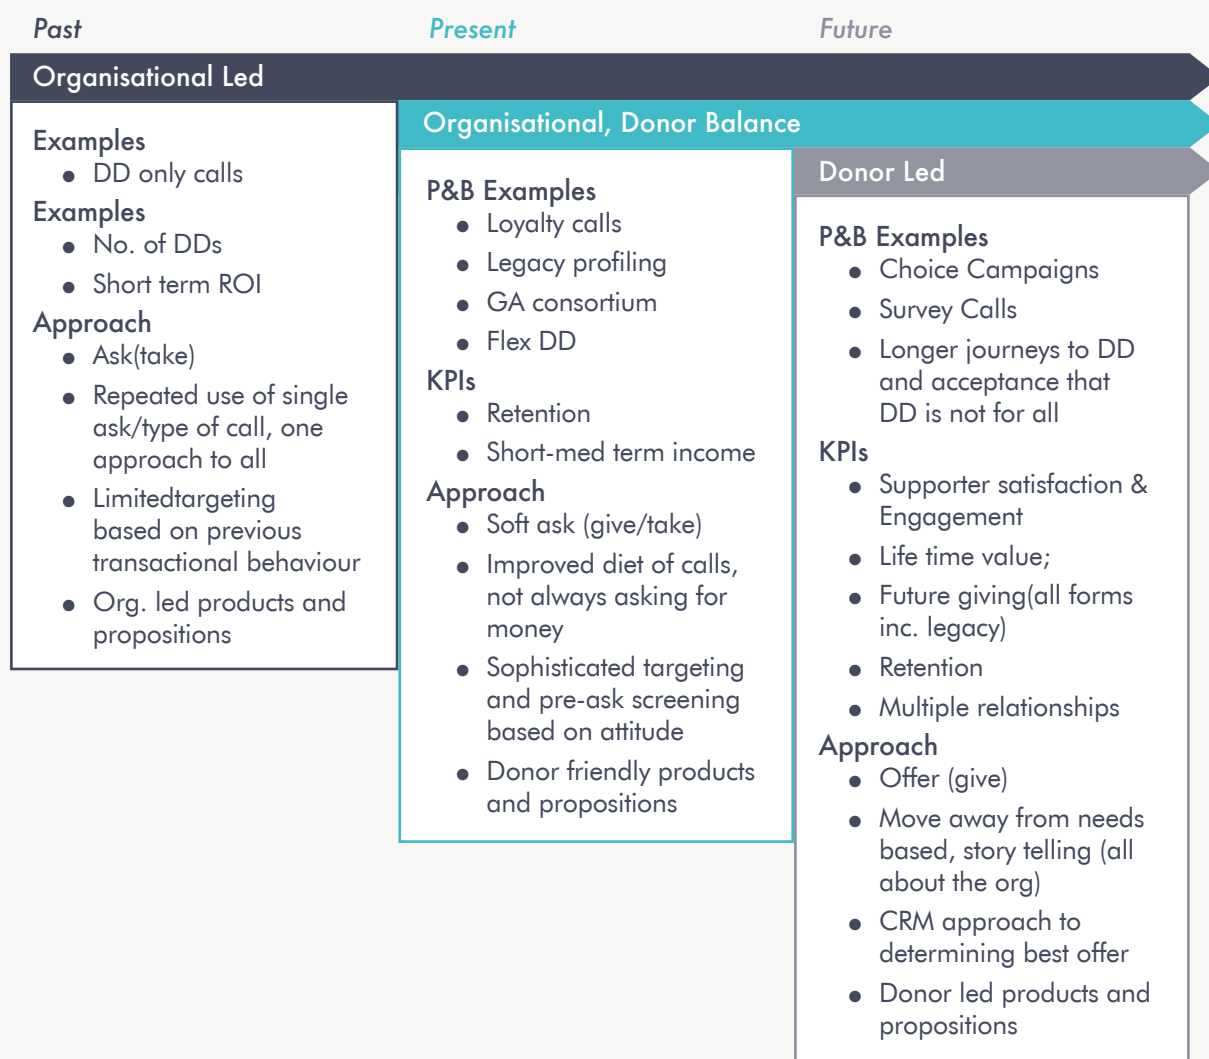 Past
Present
Future
Organisational Led
Organisational, Donor Balance
Donor Led
Examples
● DD only calls
Examples
● No. of DDs
● Short term ROI
Approach
● Ask(take)
● Repeated use of single
ask/type of call, one
approach to all
● Limitedtargeting
based on previous
transactional behaviour
● Org. led products and
propositions
P&B Examples
● Loyalty calls
● Legacy profiling
● GA consortium
● Flex DD
KPIs
● Retention
● Short-med term income
Approach
● Soft ask (give/take)
● Improved diet of calls,
not always asking for
money
● Sophisticated targeting
and pre-ask screening
based on attitude
● Donor friendly products
and propositions
P&B Examples
● Choice Campaigns
● Survey Calls
● Longer journeys to DD
and acceptance that
DD is not for all
KPIs
● Supporter satisfaction &
Engagement
● Life time value;
● Future giving(all forms
inc. legacy)
● Retention
● Multiple relationships
Approach
● Offer (give)
● Move away from needs
based, story telling (all
about the org)
● CRM approach to
determining best offer
● Donor led products and
propositions